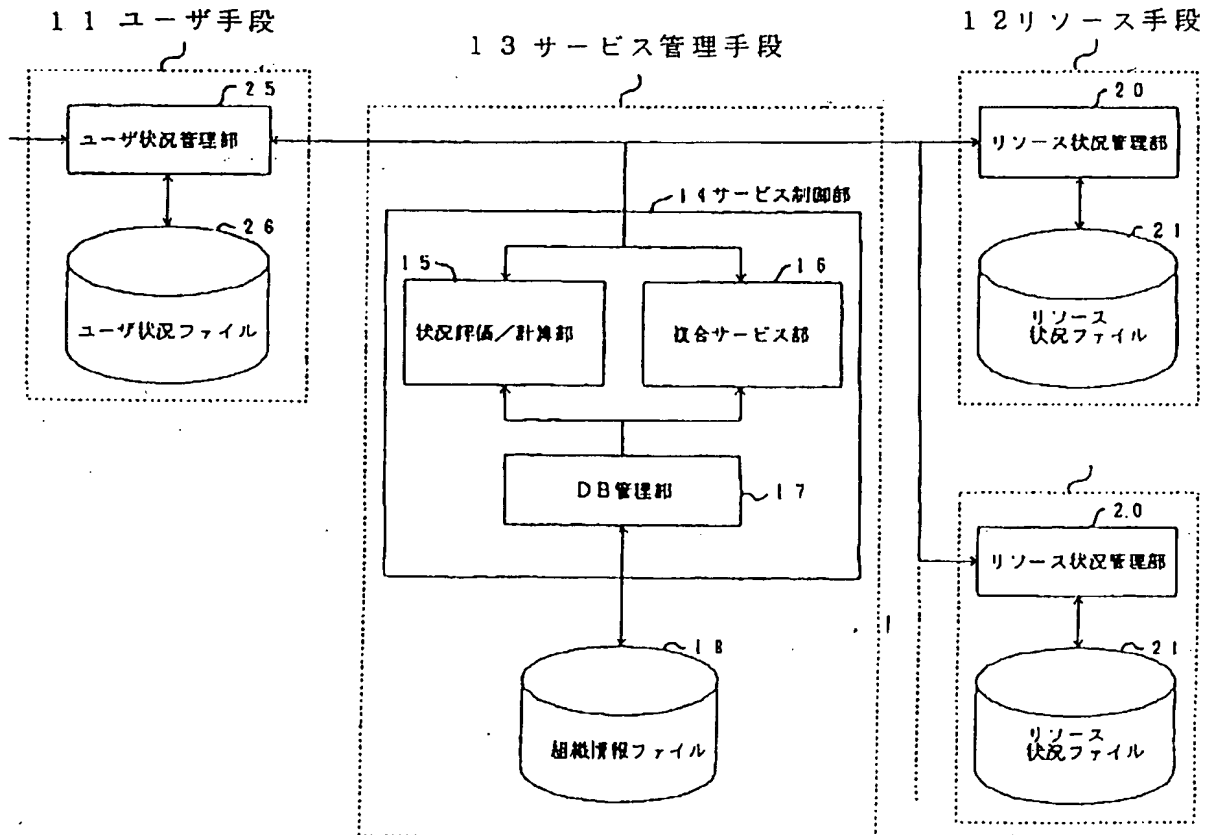 11 ユーザ手段
25
ユーザ状況管理部
26
ユーザ状況ファイル
13 サービス管理手段
14サービス制御部
15
状況評価/計算部
16
複合サービス部
DB管理部
17
18
組織情報ファイル
12リソース手段
20
リソース状況管理部
21
リソース
状況ファイル
2.0
リソース状況管理部
21
リソース
状況ファイル